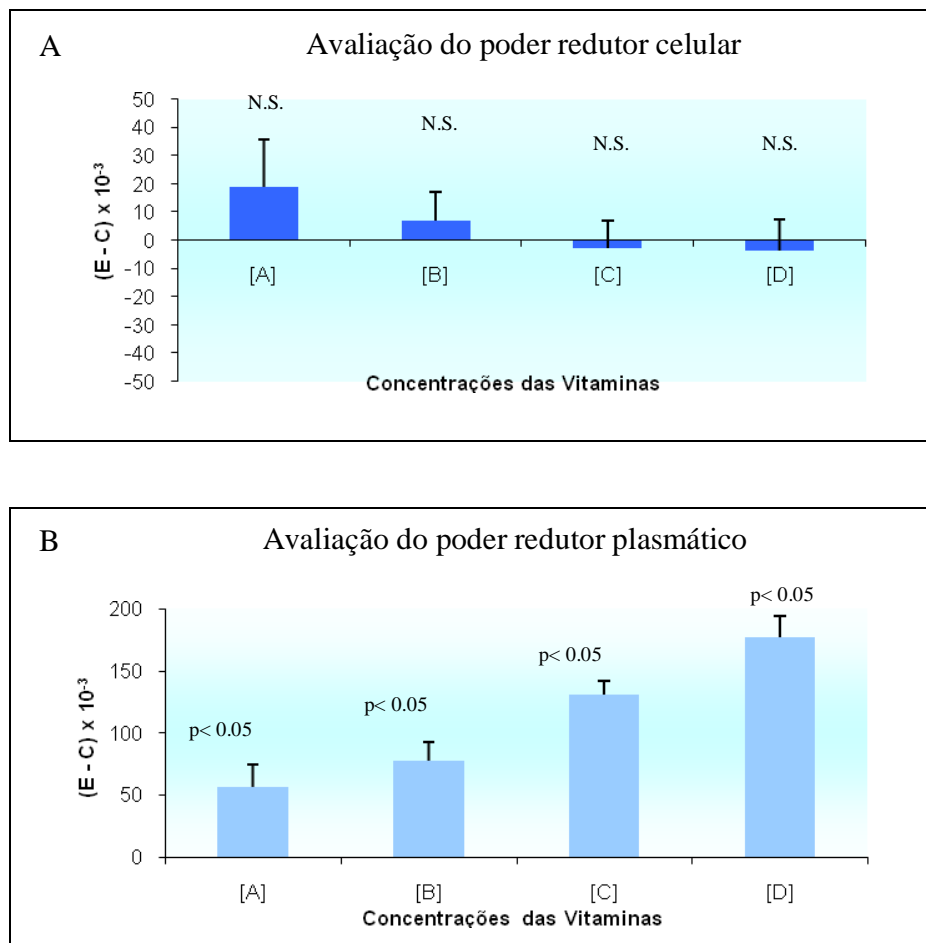 A
Avaliação do poder redutor celular
(E - C) x 10⁻³
50
40
30
20
10
0
-10
-20
-30
-40
-50
N.S.
N.S.
N.S.
N.S.
[A]
[B]
[C]
[D]
Concentrações das Vitaminas
B
Avaliação do poder redutor plasmático
(E - C) x 10⁻³
200
150
100
50
0
p< 0.05
p< 0.05
p< 0.05
p< 0.05
[A]
[B]
[C]
[D]
Concentrações das Vitaminas